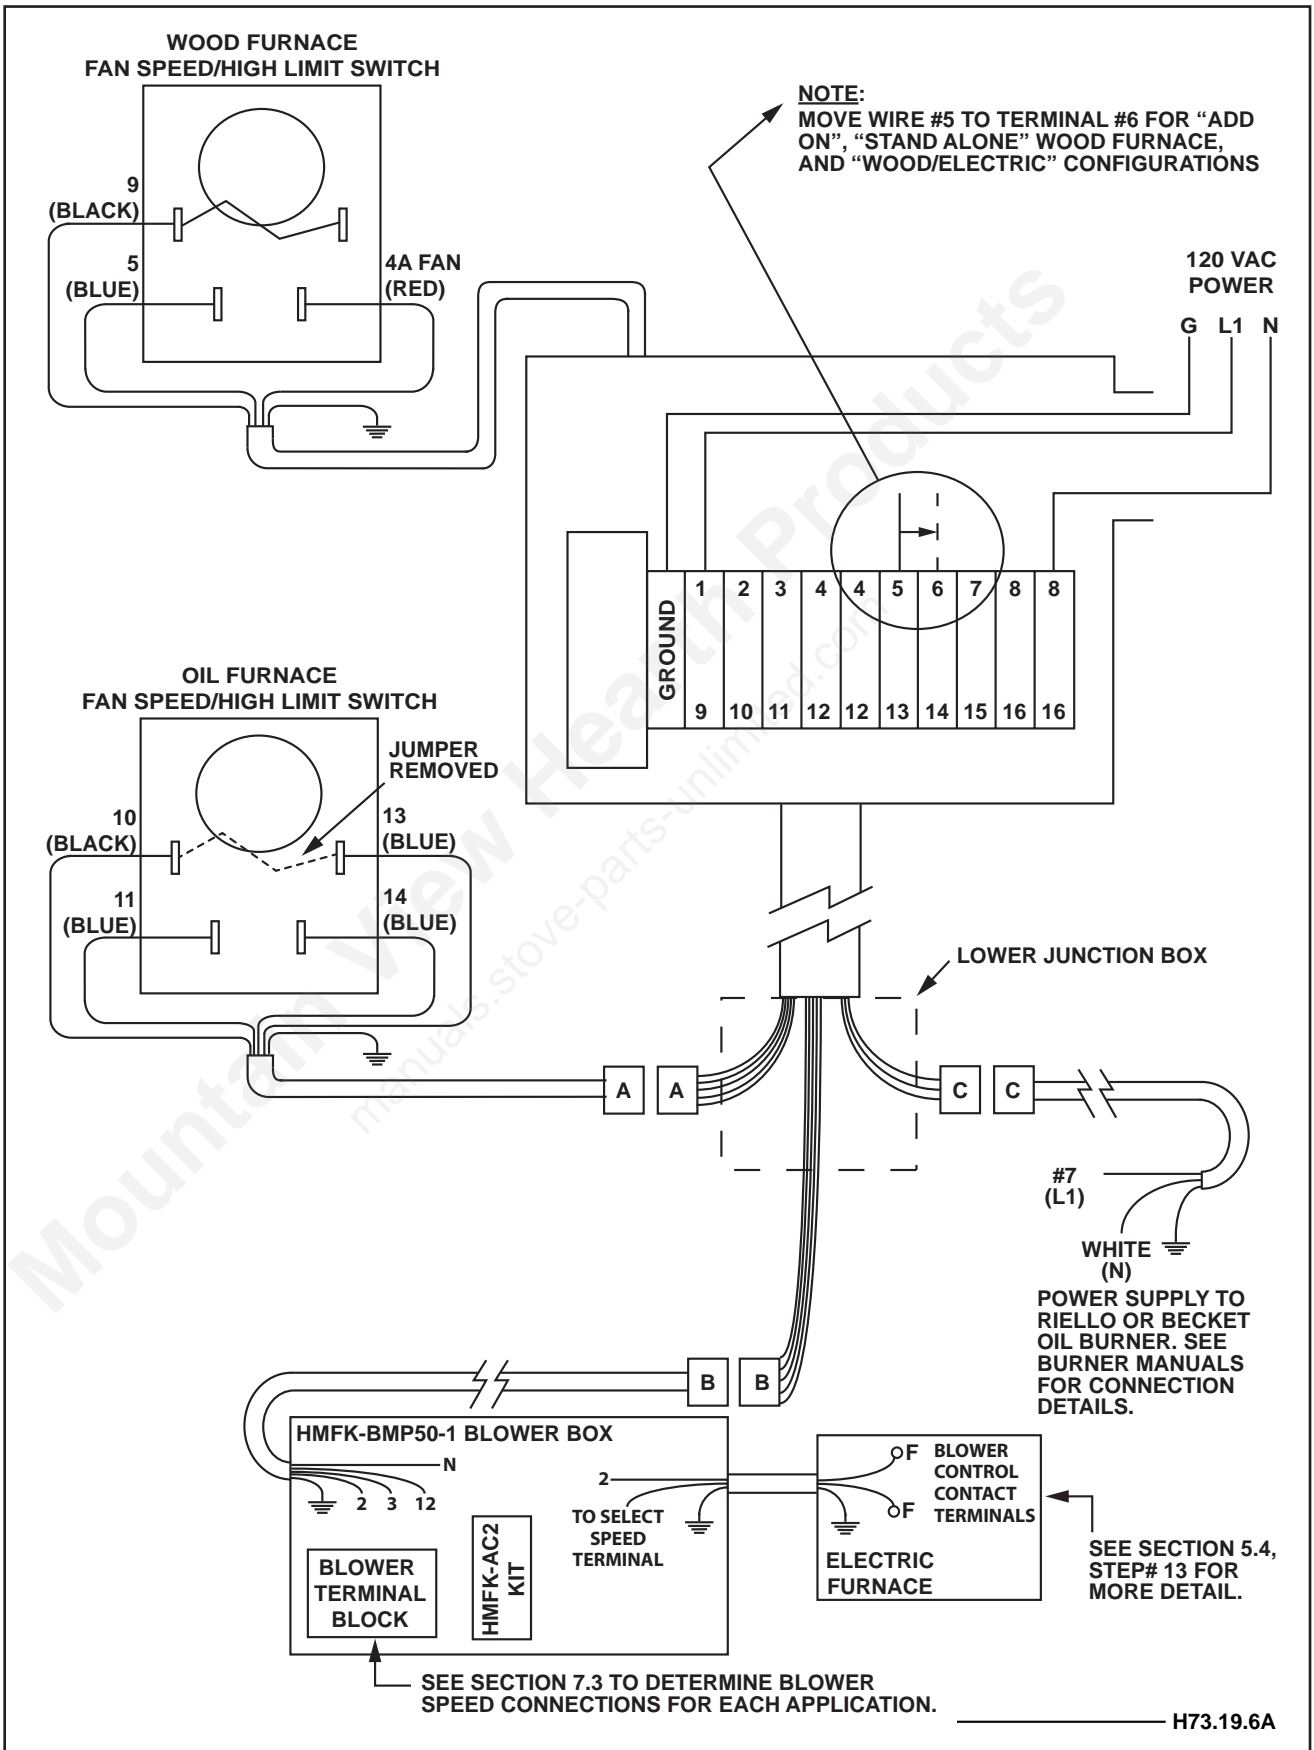 WOOD FURNACE
FAN SPEED/HIGH LIMIT SWITCH
9
(BLACK)
5
(BLUE)
4A FAN
(RED)
NOTE:
MOVE WIRE #5 TO TERMINAL #6 FOR “ADD
ON”, “STAND ALONE” WOOD FURNACE,
AND “WOOD/ELECTRIC” CONFIGURATIONS
120 VAC
POWER
G L1 N
GROUND
1 2 3 4 4 5 6 7 8 8
9 10 11 12 12 13 14 15 16 16
OIL FURNACE
FAN SPEED/HIGH LIMIT SWITCH
JUMPER
REMOVED
10
(BLACK)
13
(BLUE)
11
(BLUE)
14
(BLUE)
LOWER JUNCTION BOX
A A C C
#7
(L1)
WHITE
(N)
POWER SUPPLY TO
RIELLO OR BECKET
OIL BURNER. SEE
BURNER MANUALS
FOR CONNECTION
DETAILS.
B B
HMFK-BMP50-1 BLOWER BOX
N
2 3 12
2
TO SELECT
SPEED
TERMINAL
BLOWER
TERMINAL
BLOCK
HMFK-AC2
KIT
F
F
BLOWER
CONTROL
CONTACT
TERMINALS
ELECTRIC
FURNACE
SEE SECTION 5.4,
STEP# 13 FOR
MORE DETAIL.
SEE SECTION 7.3 TO DETERMINE BLOWER
SPEED CONNECTIONS FOR EACH APPLICATION.
H73.19.6A
Mountain View Hearth Products
manuals.stove-parts-unlimited.com